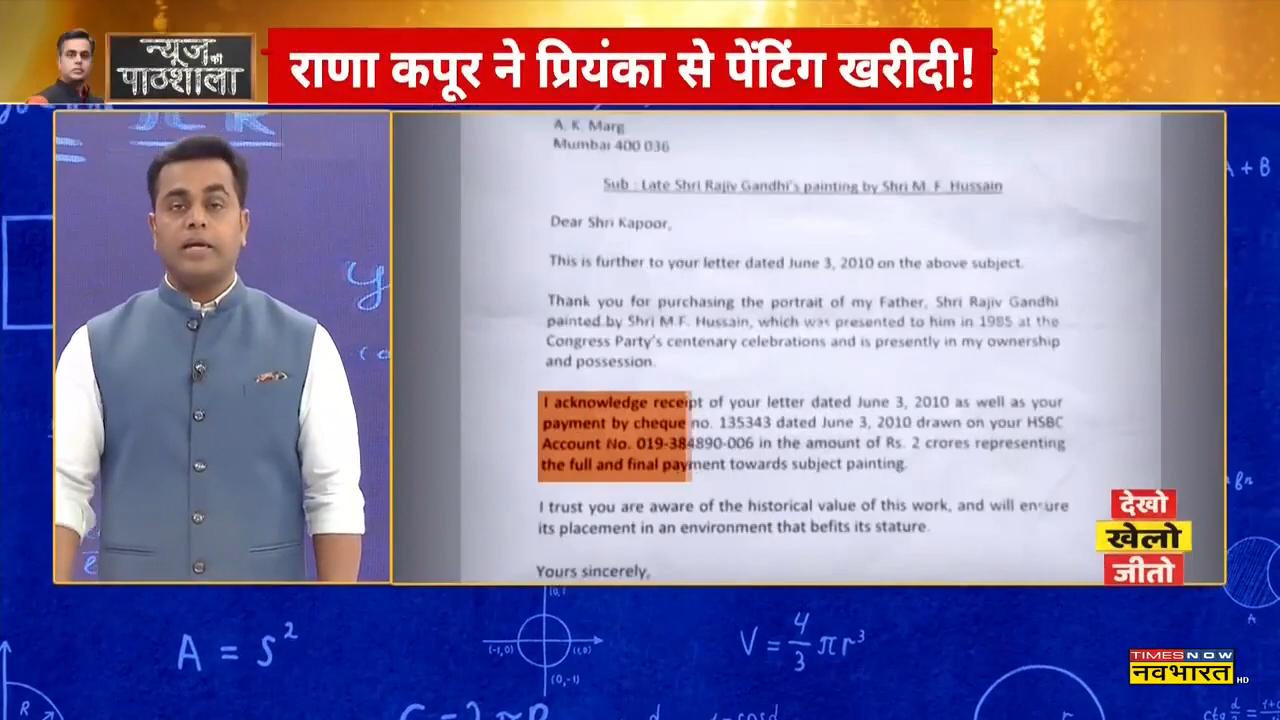 न्यूज की
पाठशाला
राणा कपूर ने प्रियंका से पेंटिंग खरीदी!
A. K. Marg
Mumbai 400 036
Sub : Late Shri Rajiv Gandhi's painting by Shri M. F. Hussain
Dear Shri Kapoor,
This is further to your letter dated June 3, 2010 on the above subject.
Thank you for purchasing the portrait of my Father, Shri Rajiv Gandhi
painted by Shri M.F. Hussain, which was presented to him in 1985 at the
Congress Party's centenary celebrations and is presently in my ownership
and possession.
I acknowledge receipt of your letter dated June 3, 2010 as well as your
payment by cheque no. 135343 dated June 3, 2010 drawn on your HSBC
Account No. 019-384890-006 in the amount of Rs. 2 crores representing
the full and final payment towards subject painting.
I trust you are aware of the historical value of this work, and will ensure
its placement in an environment that befits its stature.
Yours sincerely,
देखो
खेलो
जीतो
A + B
A = s²
(-1,0) (1,0)
(0,-1)
V = 4/3 πr³
A
R
TIMES NOW
नवभारत HD